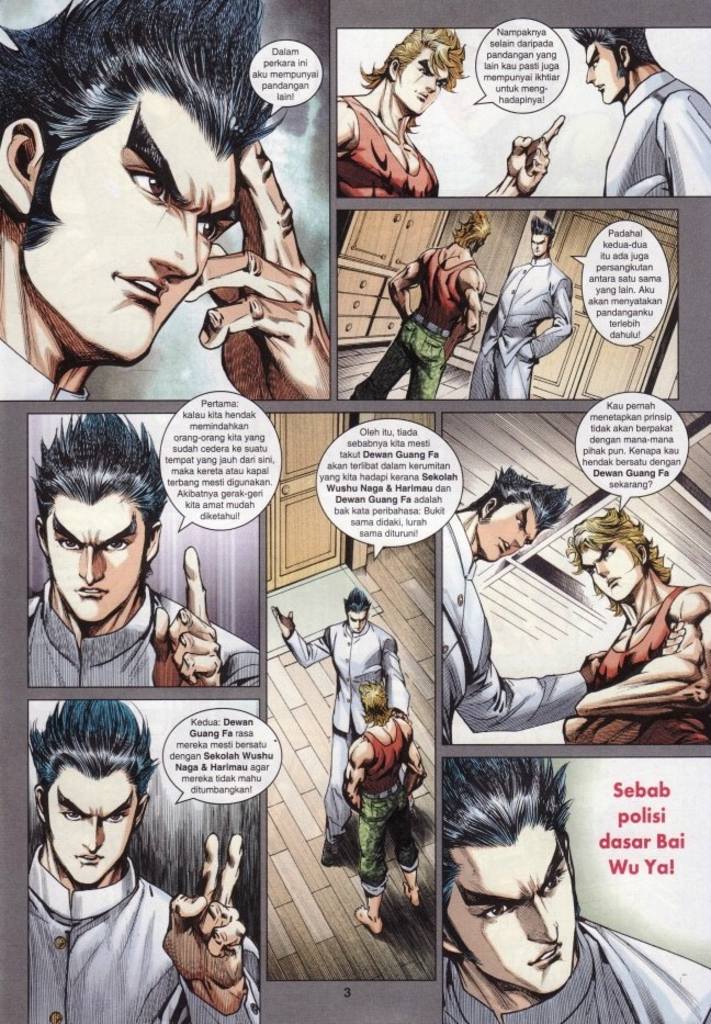 Dalam
perkara ini
aku mempunyai
pandangan
lain!
Nampaknya
selain daripada
pandangan yang
lain kau pasti juga
mempunyai ikhtiar
untuk meng-
hadapinya!
Padahal
kedua-dua
itu ada juga
persangkutan
antara satu sama
yang lain. Aku
akan menyatakan
pandanganku
terlebih
dahulu!
Pertama:
kalau kita hendak
memindahkan
orang-orang kita yang
sudah cedera ke suatu
tempat yang jauh dari sini,
maka kereta atau kapal
terbang mesti digunakan.
Akibatnya gerak-geri
kita amat mudah
diketahui!
Oleh itu, tiada
sebabnya kita mesti
takut Dewan Guang Fa
akan terlibat dalam kerumitan
yang kita hadapi kerana Sekolah
Wushu Naga & Harimau dan
Dewan Guang Fa adalah
bak kata peribahasa: Bukit
sama didaki, lurah
sama dituruni!
Kau pernah
menetapkan prinsip
tidak akan berpakat
dengan mana-mana
pihak pun. Kenapa kau
hendak bersatu dengan
Dewan Guang Fa
sekarang?
Kedua: Dewan
Guang Fa rasa
mereka mesti bersatu
dengan Sekolah Wushu
Naga & Harimau agar
mereka tidak mahu
ditumbangkan!
Sebab
polisi
dasar Bai
Wu Ya!
3